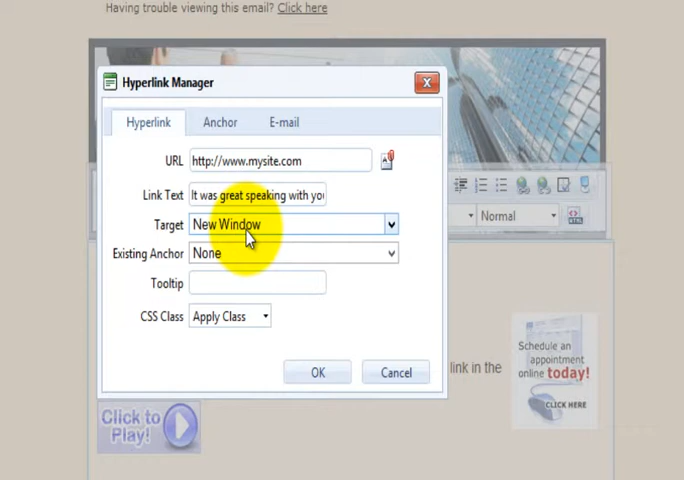 Having trouble viewing this email? Click here
Hyperlink Manager
Hyperlink Anchor E-mail
URL http://www.mysite.com
Link Text It was great speaking with you
Target New Window
Normal
Existing Anchor None
Tooltip
CSS Class Apply Class
OK Cancel
link in the
Schedule an
appointment
online today!
CLICK HERE
Click to
Play!